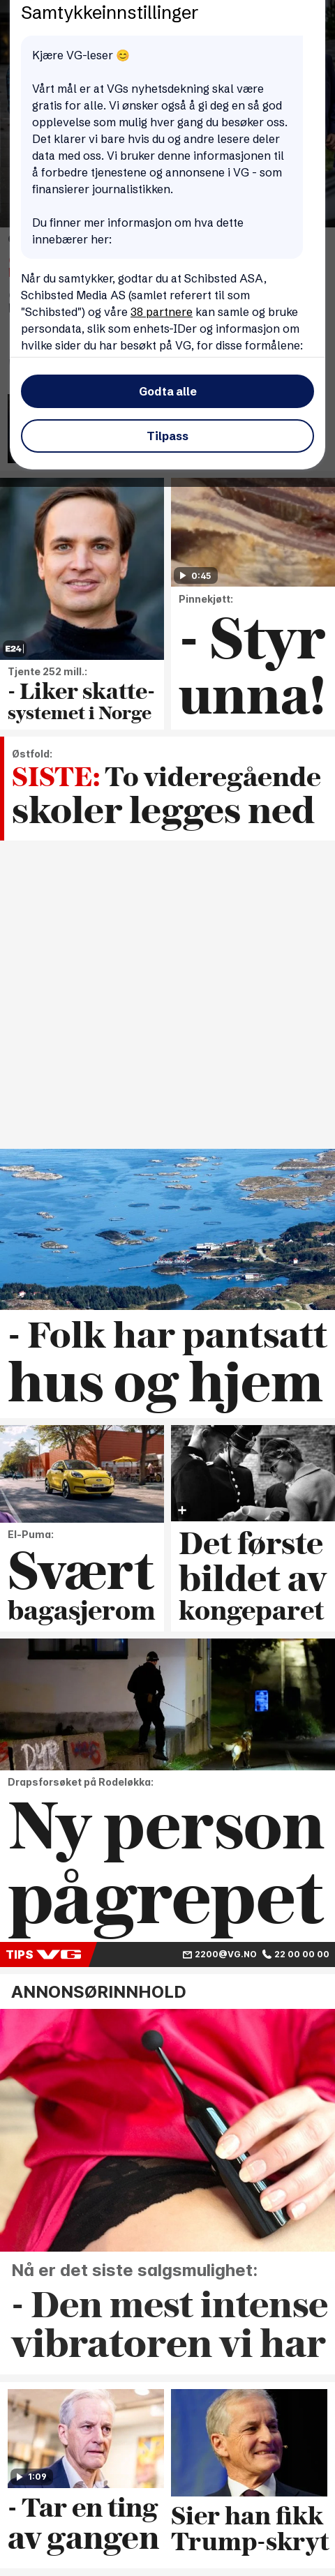 Samtykkeinnstillinger
Kjære VG-leser 😊
Vårt mål er at VGs nyhetsdekning skal være
gratis for alle. Vi ønsker også å gi deg en så god
opplevelse som mulig hver gang du besøker oss.
Det klarer vi bare hvis du og andre lesere deler
data med oss. Vi bruker denne informasjonen til
å forbedre tjenestene og annonsene i VG - som
finansierer journalistikken.
Du finner mer informasjon om hva dette
innebærer her:
Når du samtykker, godtar du at Schibsted ASA,
Schibsted Media AS (samlet referert til som
"Schibsted") og våre 38 partnere kan samle og bruke
persondata, slik som enhets-IDer og informasjon om
hvilke sider du har besøkt på VG, for disse formålene:
Godta alle
Tilpass
E24
Tjente 252 mill.:
- Liker skatte-
systemet i Norge
0:45
Pinnekjøtt:
- Styr
unna!
Østfold:
SISTE: To videregående
skoler legges ned
- Folk har pantsatt
hus og hjem
El-Puma:
Svært
bagasjerom
Det første
bildet av
kongeparet
Drapsforsøket på Rodeløkka:
Ny person
pågrepet
TIPS VG 2200@VG.NO 22 00 00 00
ANNONSØRINNHOLD
Nå er det siste salgsmulighet:
- Den mest intense
vibratoren vi har
1:09
- Tar en ting
av gangen
Sier han fikk
Trump-skryt